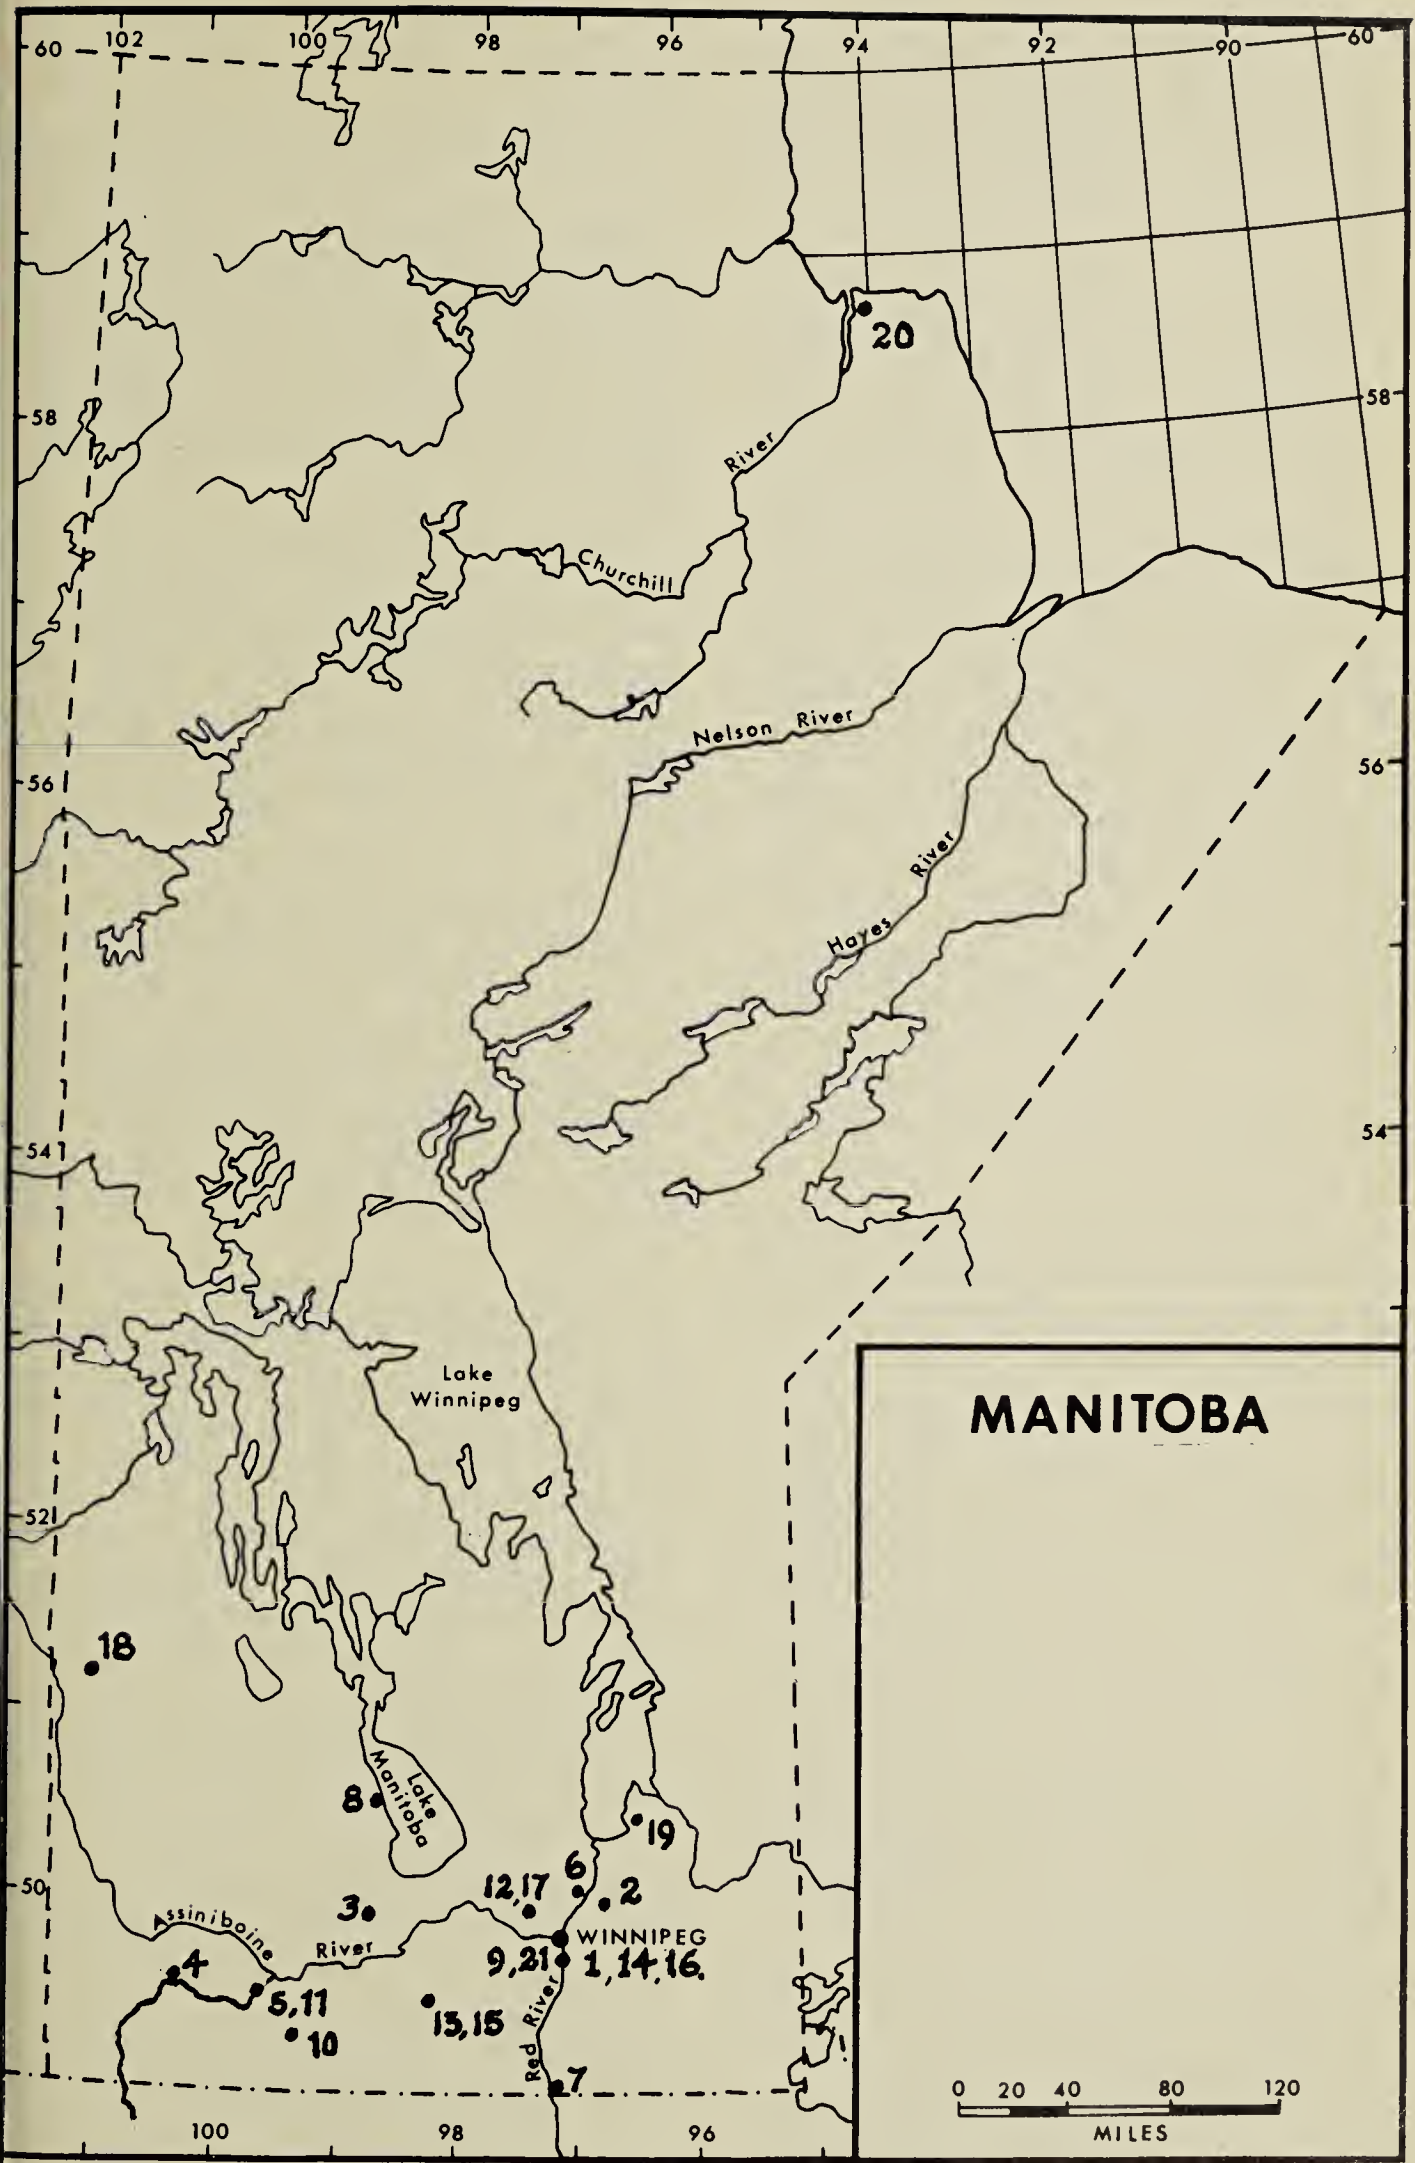 60 102 100 98 96 94 92 90 60
20
58 58
River
Churchill
Nelson River
56 56
River
Hayes
54 54
Lake
Winnipeg
MANITOBA
52
18
Lake
Manitoba
8
19
6
50 12,17 2
3
Assiniboine
River
WINNIPEG
4 9,21 1,14,16.
5,11
13,15
10
Red River
7
0 20 40 80 120
MILES
100 98 96